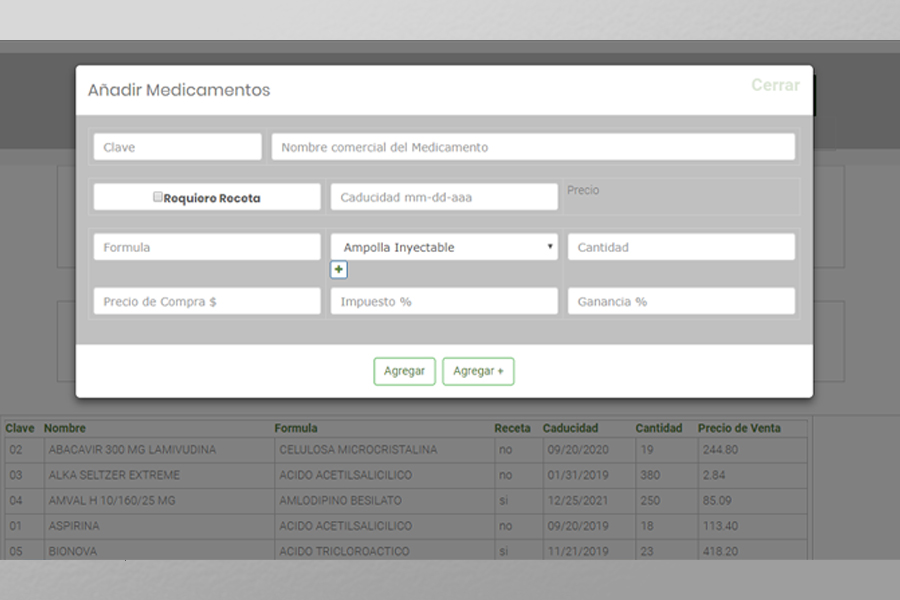 Añadir Medicamentos Cerrar
Clave Nombre comercial del Medicamento
Requiere Receta Caducidad mm-dd-aaa Precio
Formula Ampolla Inyectable Cantidad
+
Precio de Compra $ Impuesto % Ganancia %
Agregar Agregar +
Clave Nombre Formula Receta Caducidad Cantidad Precio de Venta
02 ABACAVIR 300 MG LAMIVUDINA CELULOSA MICROCRISTALINA no 09/20/2020 19 244.80
03 ALKA SELTZER EXTREME ACIDO ACETILSALICILICO no 01/31/2019 380 2.84
04 AMVAL H 10/160/25 MG AMLODIPINO BESILATO si 12/25/2021 250 85.09
01 ASPIRINA ACIDO ACETILSALICILICO no 09/20/2019 18 113.40
05 BIONOVA ACIDO TRICLOROACTICO si 11/21/2019 23 418.20